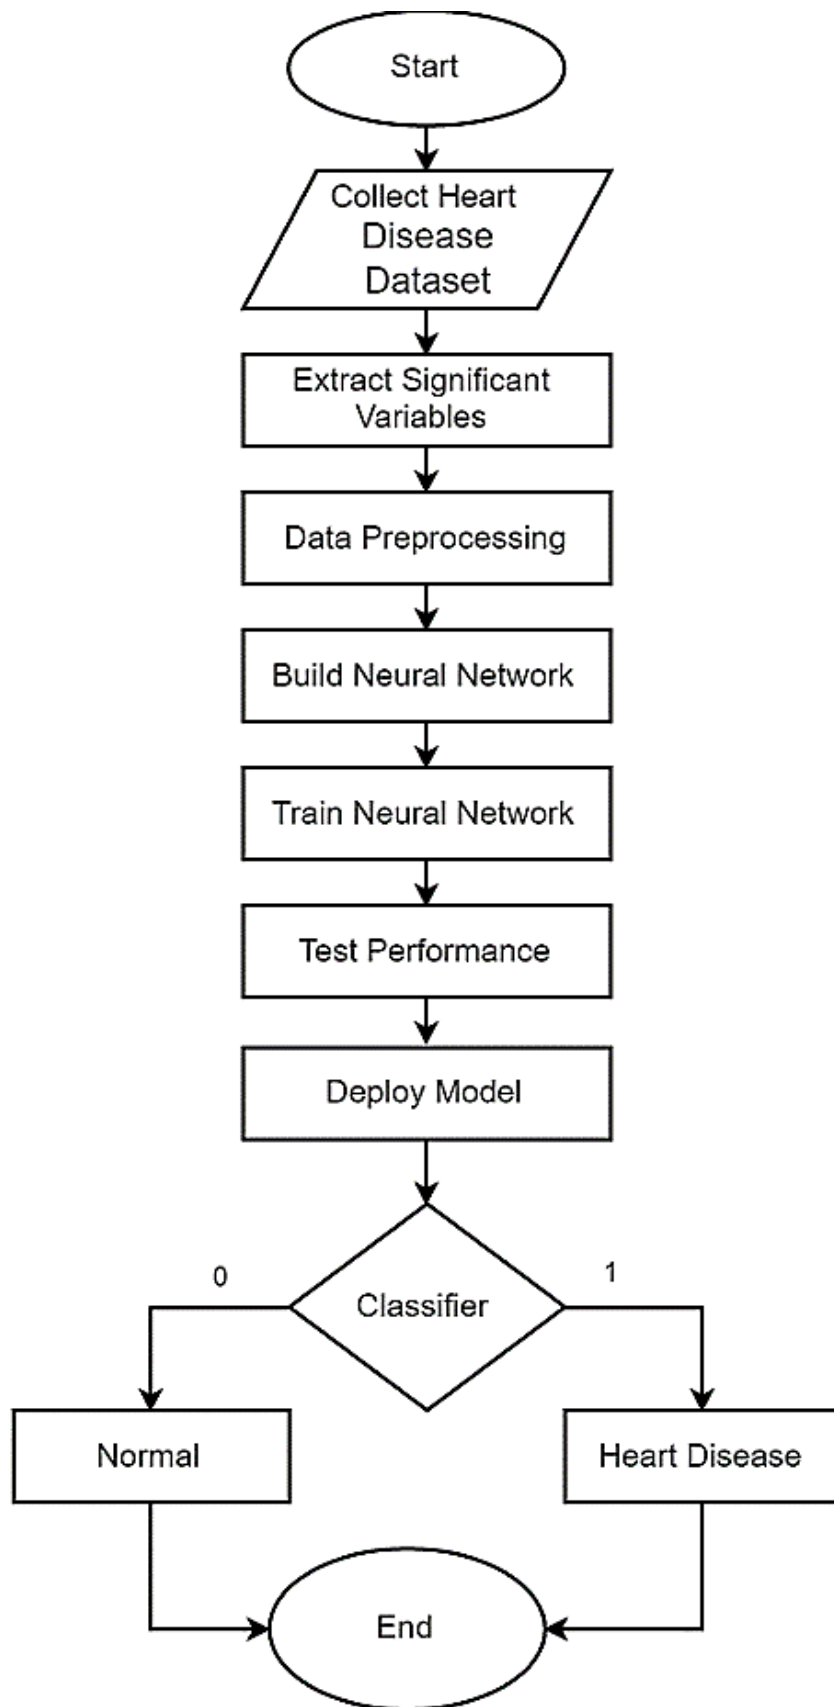 Start
Collect Heart
Disease
Dataset
Extract Significant
Variables
Data Preprocessing
Build Neural Network
Train Neural Network
Test Performance
Deploy Model
0
1
Classifier
Normal
Heart Disease
End